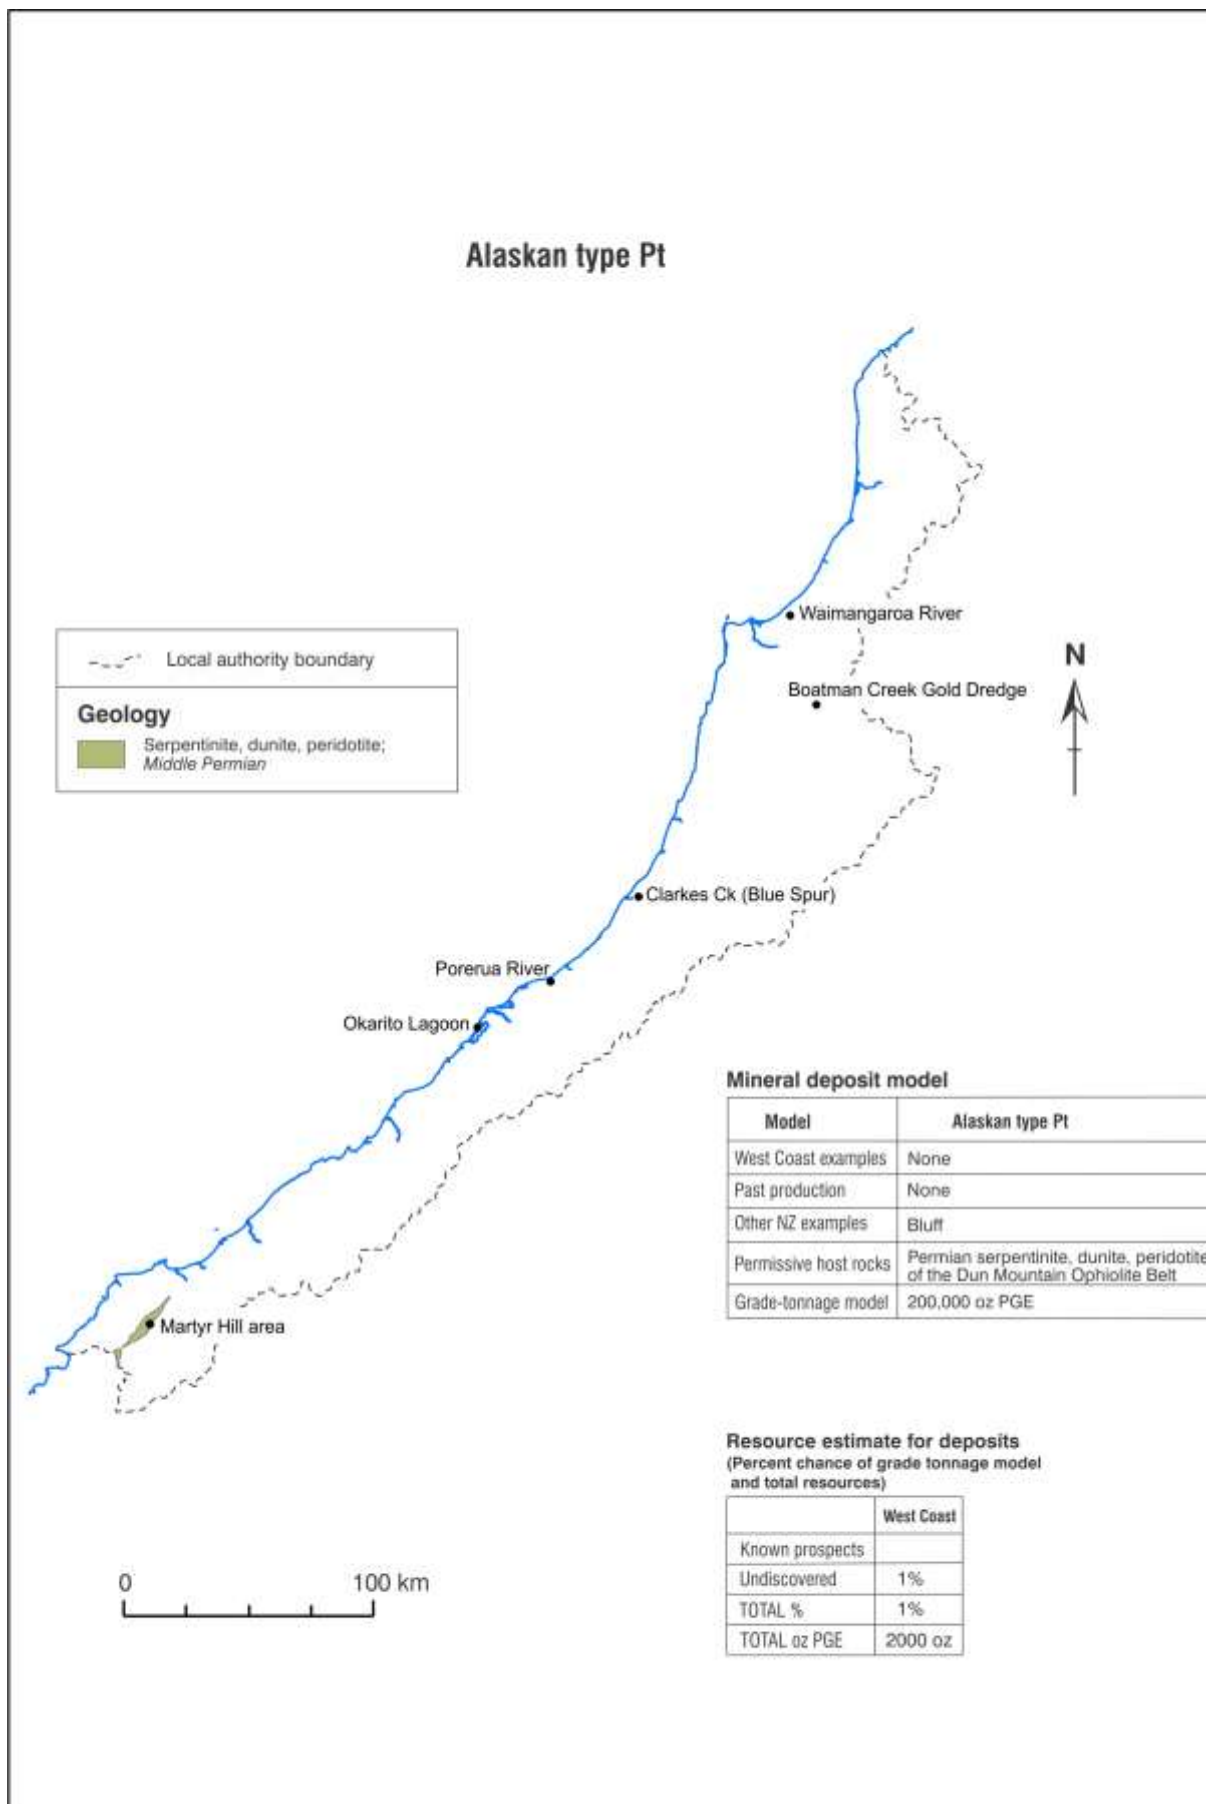 Alaskan type Pt
Waimangaroa River
Local authority boundary
N
Boatman Creek Gold Dredge
Geology
Serpentinite, dunite, peridotite;
Middle Permian
Clarkes Ck (Blue Spur)
Porerua River
Okarito Lagoon
Mineral deposit model
Model Alaskan type Pt
West Coast examples None
Past production None
Other NZ examples Bluff
Permissive host rocks Permian serpentinite, dunite, peridotite
of the Dun Mountain Ophiolite Belt
Grade-tonnage model 200,000 oz PGE
Martyr Hill area
Resource estimate for deposits
(Percent chance of grade tonnage model
and total resources)
West Coast
Known prospects
Undiscovered 1%
TOTAL % 1%
TOTAL oz PGE 2000 oz
0 100 km